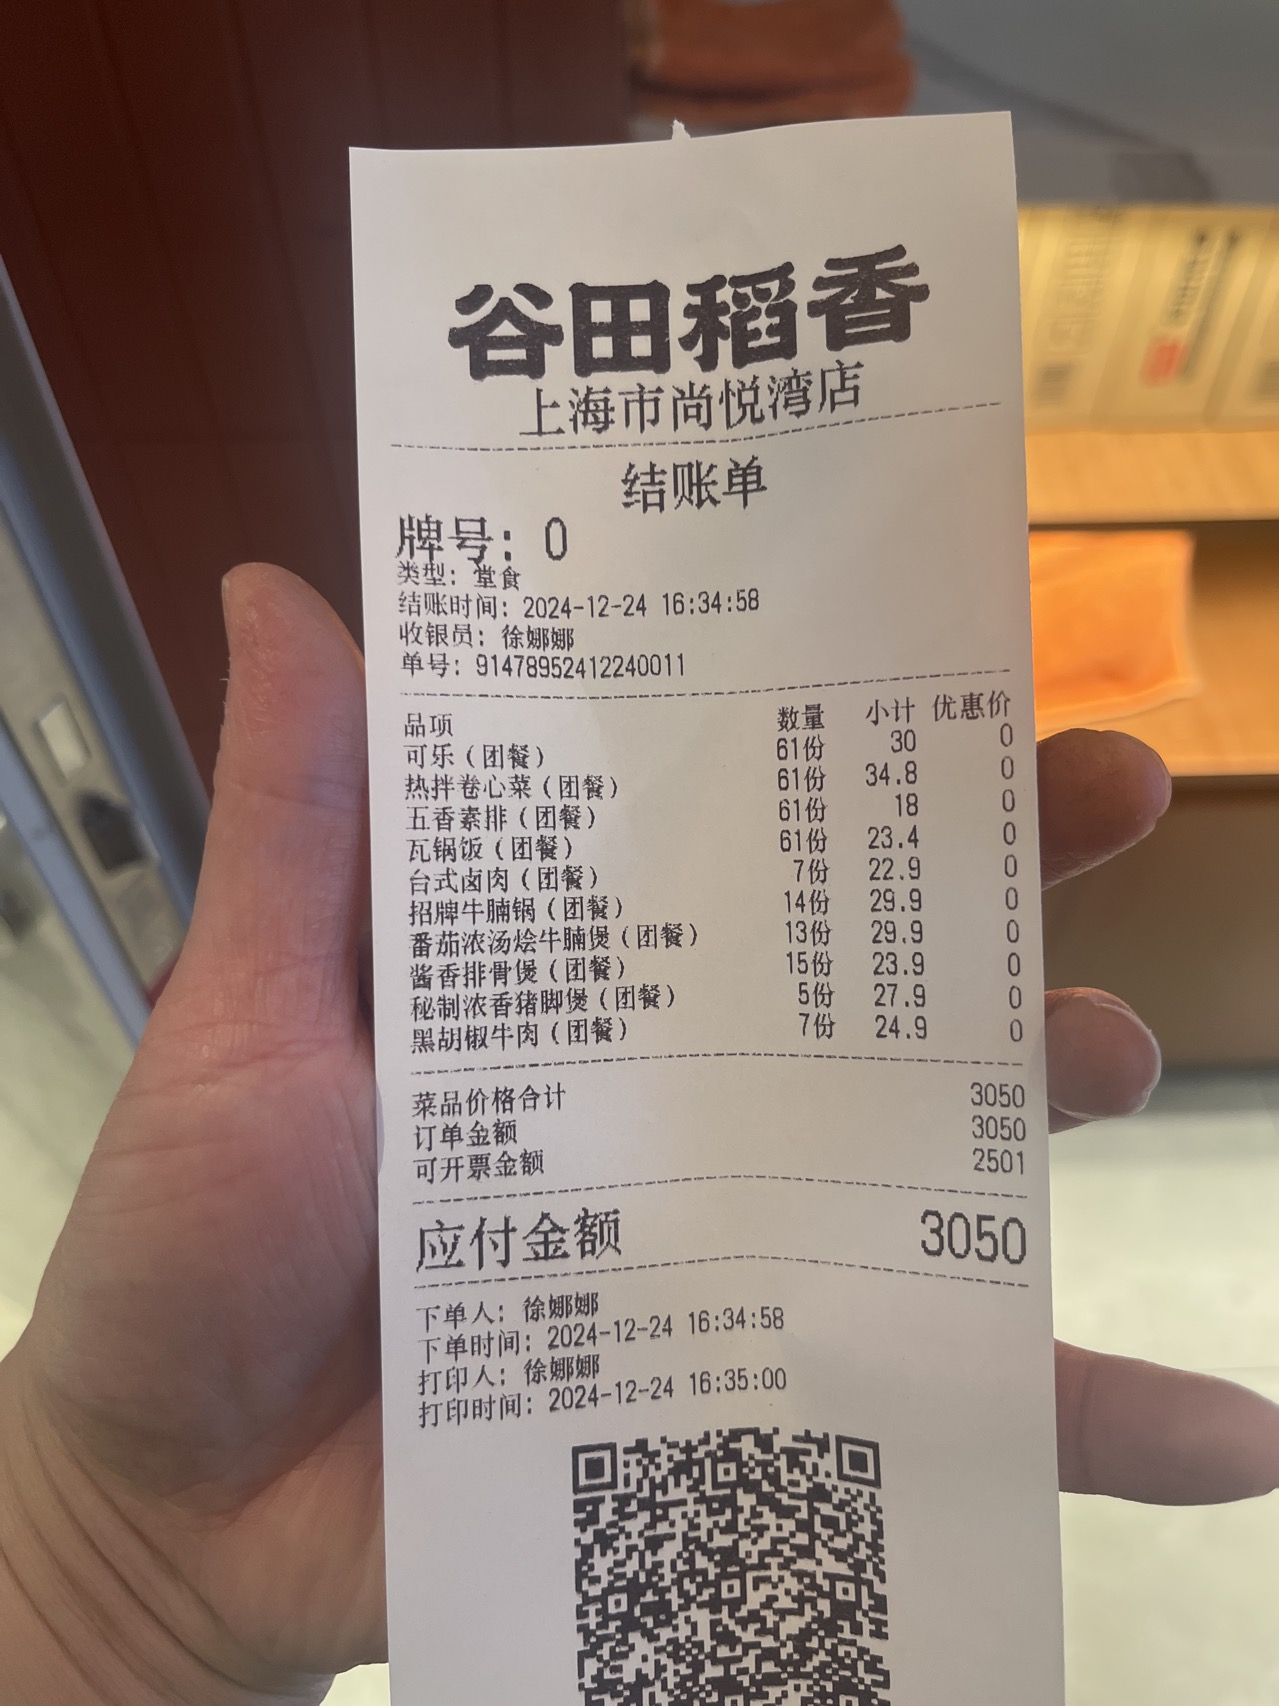 谷田稻香
上海市尚悦湾店
结账单
牌号: 0
类型: 堂食
结账时间: 2024-12-24 16:34:58
收银员: 徐娜娜
单号: 91478952412240011
品项 数量 小计 优惠价
可乐(团餐) 61份 30 0
热拌卷心菜(团餐) 61份 34.8 0
五香素排(团餐) 61份 18 0
瓦锅饭(团餐) 61份 23.4 0
台式卤肉(团餐) 7份 22.9 0
招牌牛腩锅(团餐) 14份 29.9 0
番茄浓汤烩牛腩煲(团餐) 13份 29.9 0
酱香排骨煲(团餐) 15份 23.9 0
秘制浓香猪脚煲(团餐) 5份 27.9 0
黑胡椒牛肉(团餐) 7份 24.9 0
菜品价格合计 3050
订单金额 3050
可开票金额 2501
应付金额 3050
下单人: 徐娜娜
下单时间: 2024-12-24 16:34:58
打印人: 徐娜娜
打印时间: 2024-12-24 16:35:00